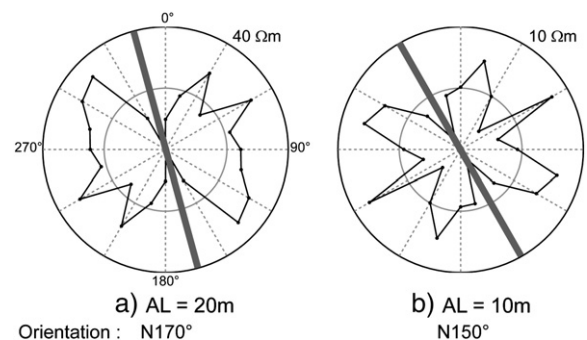 0°
40 Ωm
10 Ωm
270°
90°
180°
a) AL = 20m
b) AL = 10m
Orientation : N170°
N150°